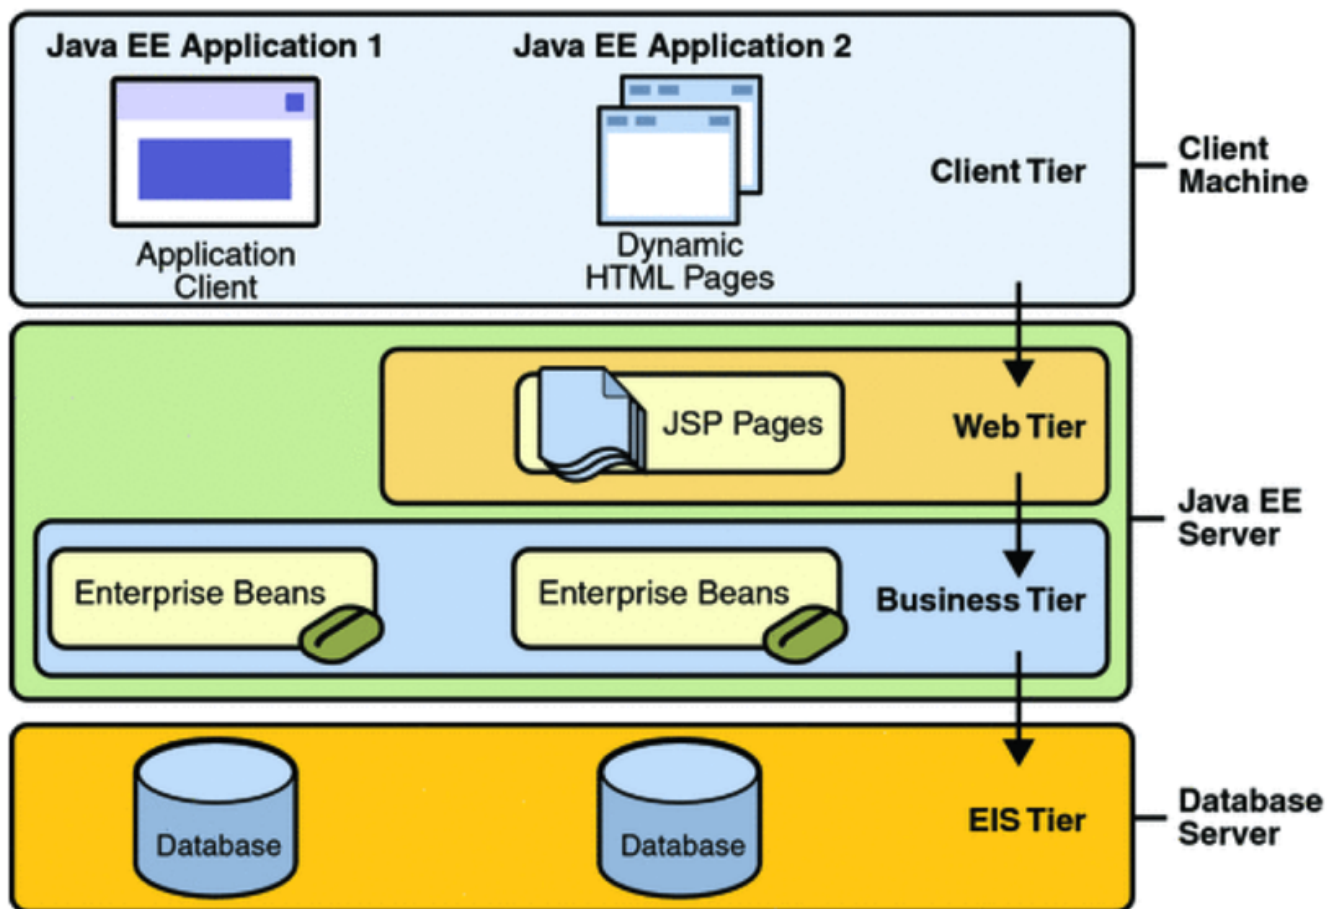 Java EE Application 1
Java EE Application 2
Application
Client
Dynamic
HTML Pages
Client Tier
Client
Machine
JSP Pages
Web Tier
Java EE
Server
Enterprise Beans
Enterprise Beans
Business Tier
Database
Database
EIS Tier
Database
Server